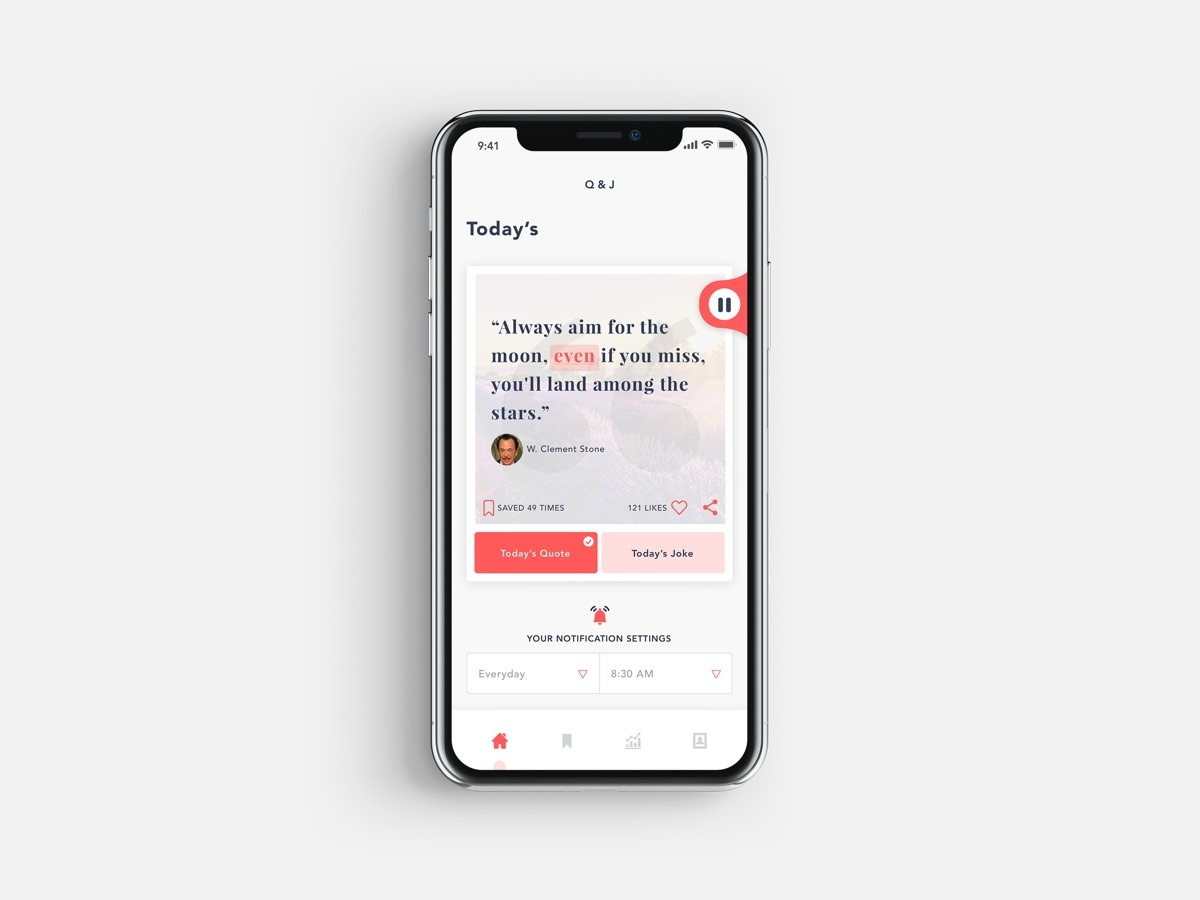 9:41
Q & J
Today’s
“Always aim for the
moon, even if you miss,
you'll land among the
stars.”
W. Clement Stone
SAVED 49 TIMES
121 LIKES
Today’s Quote
Today’s Joke
YOUR NOTIFICATION SETTINGS
Everyday
8:30 AM